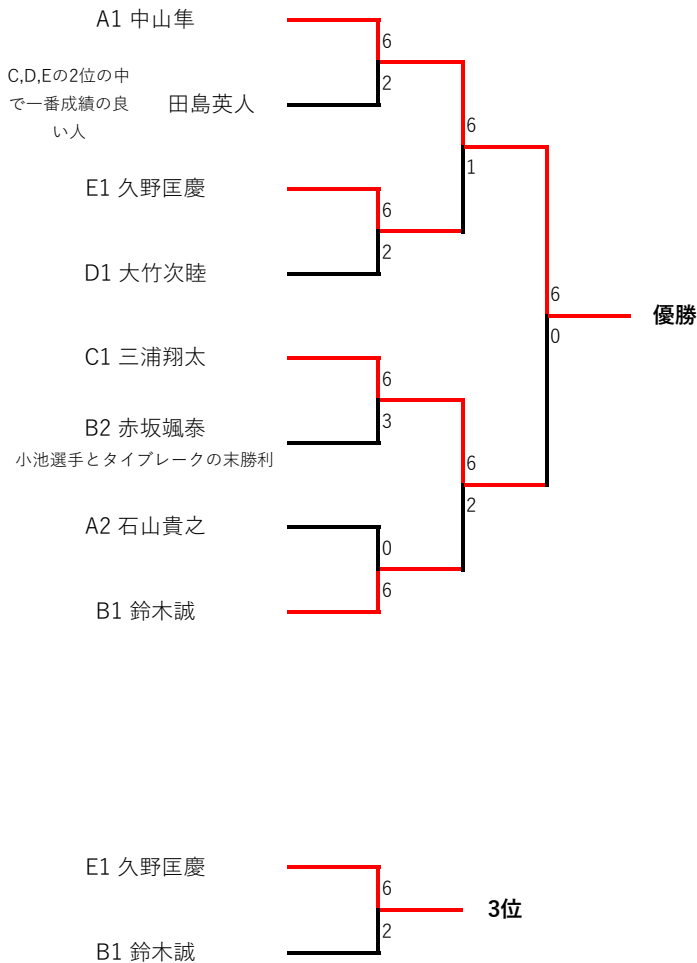 A1 中山隼
6
C,D,Eの2位の中
で一番成績の良
い人
田島英人
2
6
1
E1 久野匡慶
6
2
D1 大竹次睦
6
優勝
0
C1 三浦翔太
6
B2 赤坂颯泰
3
小池選手とタイブレークの末勝利
6
2
A2 石山貴之
0
6
B1 鈴木誠
E1 久野匡慶
6
3位
2
B1 鈴木誠